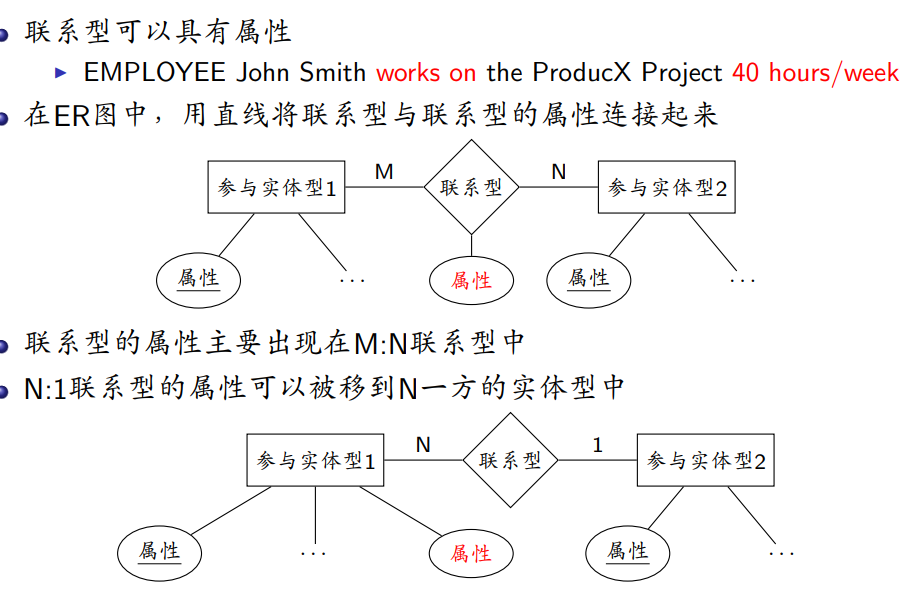 联系型可以具有属性
EMPLOYEE John Smith works on the ProducX Project 40 hours/week
在ER图中，用直线将联系型与联系型的属性连接起来
参与实体型1 M 联系型 N 参与实体型2
属性 ... 属性 属性 ...
联系型的属性主要出现在M:N联系型中
N:1联系型的属性可以被移到N一方的实体型中
参与实体型1 N 联系型 1 参与实体型2
属性 ... 属性 属性 ...